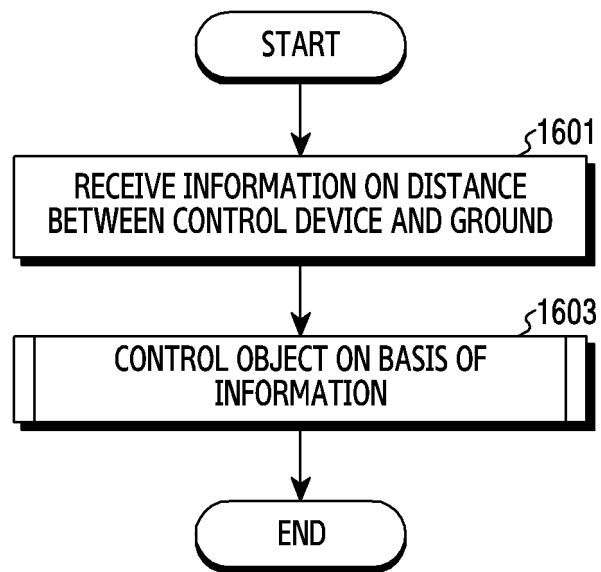 START
1601
RECEIVE INFORMATION ON DISTANCE
BETWEEN CONTROL DEVICE AND GROUND
1603
CONTROL OBJECT ON BASIS OF
INFORMATION
END